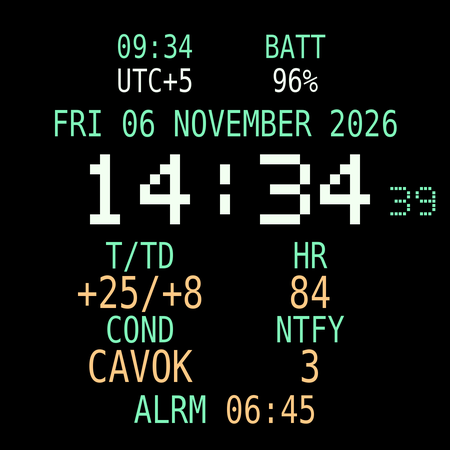 09:34 BATT
UTC+5 96%
FRI 06 NOVEMBER 2026
14:34 39
T/TD HR
+25/+8 84
COND NTFY
CAVOK 3
ALRM 06:45